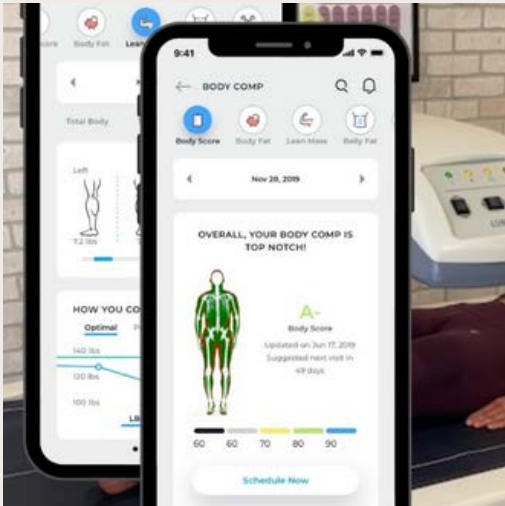 Body Fat
Lean
Total Body
Left
7.2 lbs
HOW YOU CO
Optimal
140 lbs
120 lbs
100 lbs
9:41
BODY COMP
Body Score
Body Fat
Lean Mass
Belly Fat
Nov 28, 2019
OVERALL, YOUR BODY COMP IS
TOP NOTCH!
A-
Body Score
Updated on Jun 17, 2019
Suggested next visit in
49 days
60 60 70 80 90
Schedule Now